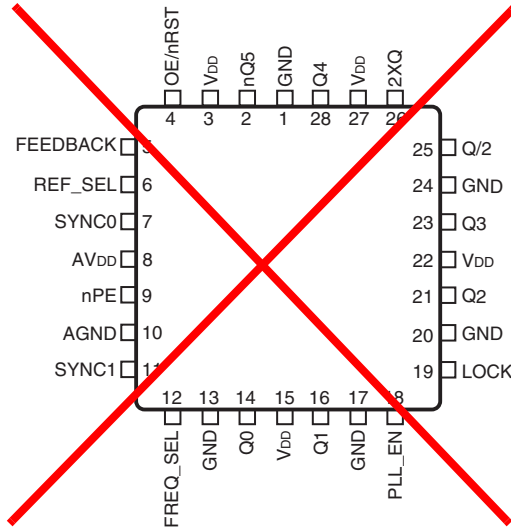 OE/nRST
VDD
nQ5
GND
Q4
VDD
2XQ
4 3 2 1 28 27 26
FEEDBACK 5
REF_SEL 6
SYNC0 7
AVDD 8
nPE 9
AGND 10
SYNC1 11
25 Q/2
24 GND
23 Q3
22 VDD
21 Q2
20 GND
19 LOCK
12 13 14 15 16 17 18
FREQ_SEL
GND
Q0
VDD
Q1
GND
PLL_EN